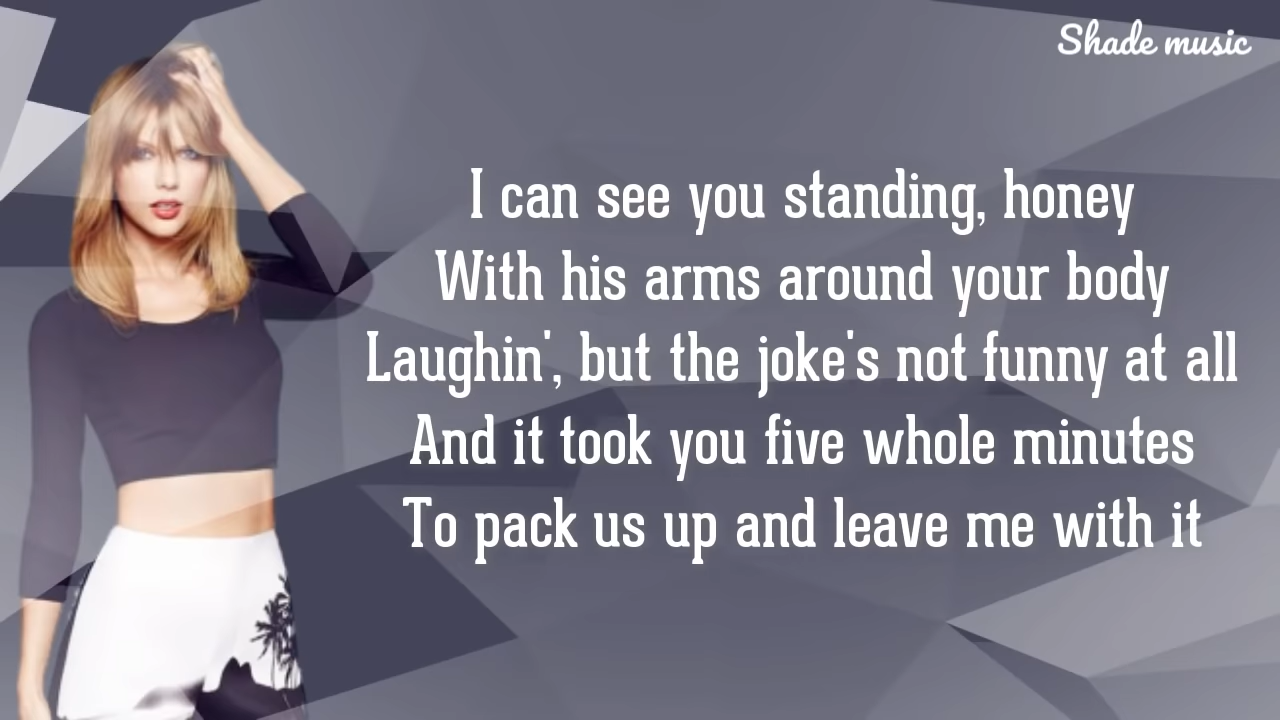 Shade music
I can see you standing, honey
With his arms around your body
Laughin', but the joke's not funny at all
And it took you five whole minutes
To pack us up and leave me with it